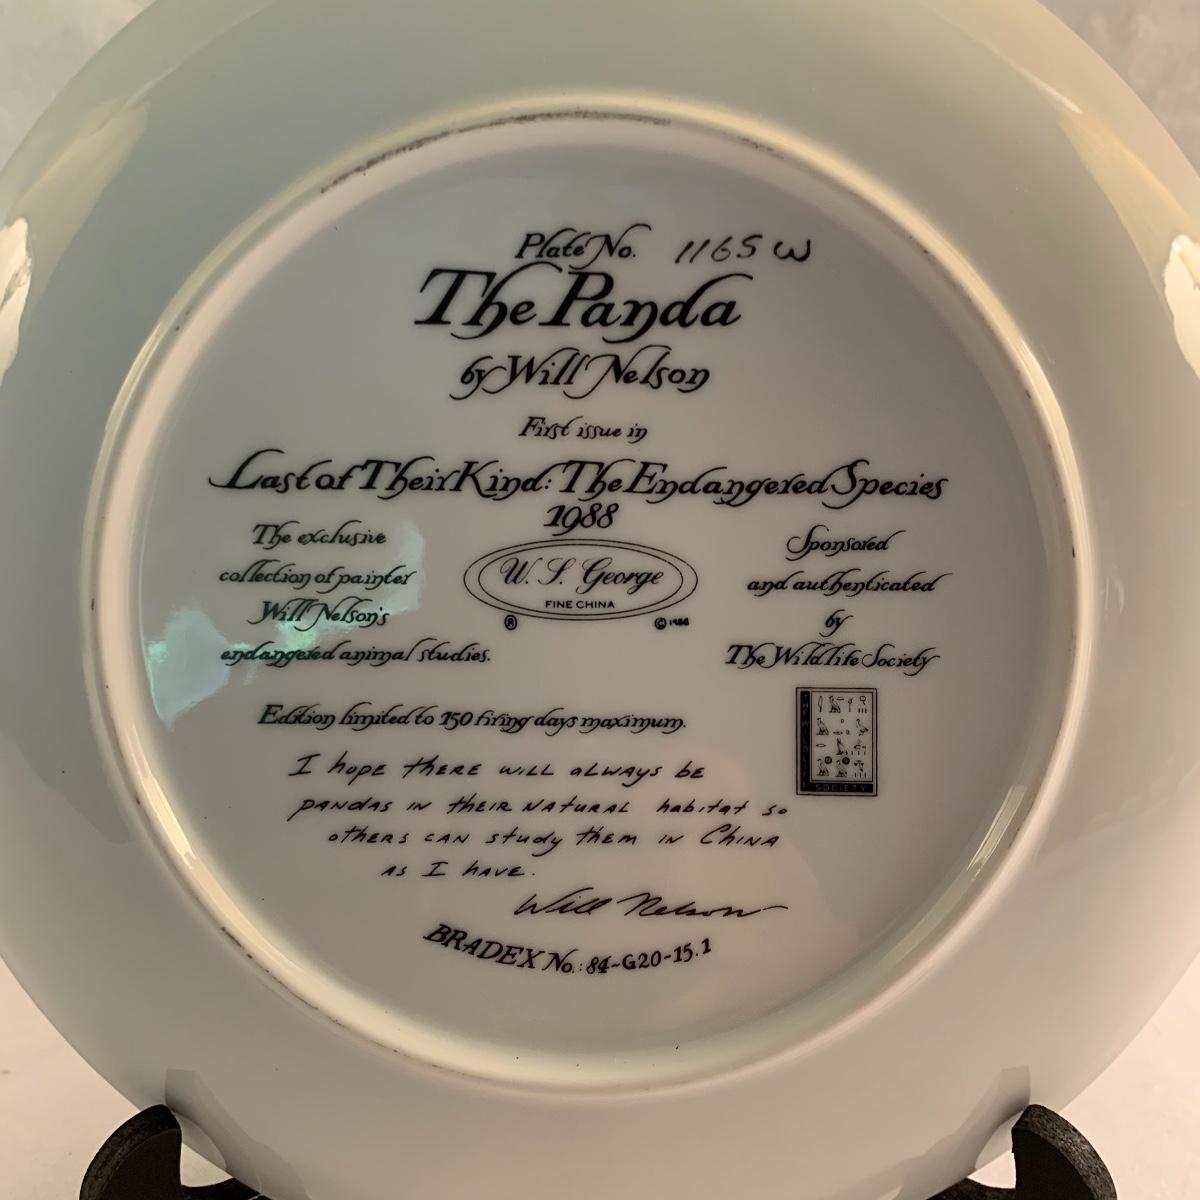 Plate No. 1165 W
The Panda
by Will Nelson
First issue in
Last of Their Kind: The Endangered Species
1988
The exclusive
collection of painter
Will Nelson's
endangered animal studies.
W. S. George
FINE CHINA
® © 1988
Sponsored
and authenticated
by
The Wildlife Society
THE WILDLIFE
SOCIETY
Edition limited to 150 firing days maximum.
I hope there will always be
pandas in their natural habitat so
others can study them in China
as I have.
Will Nelson
BRADEX No.: 84-G20-15.1